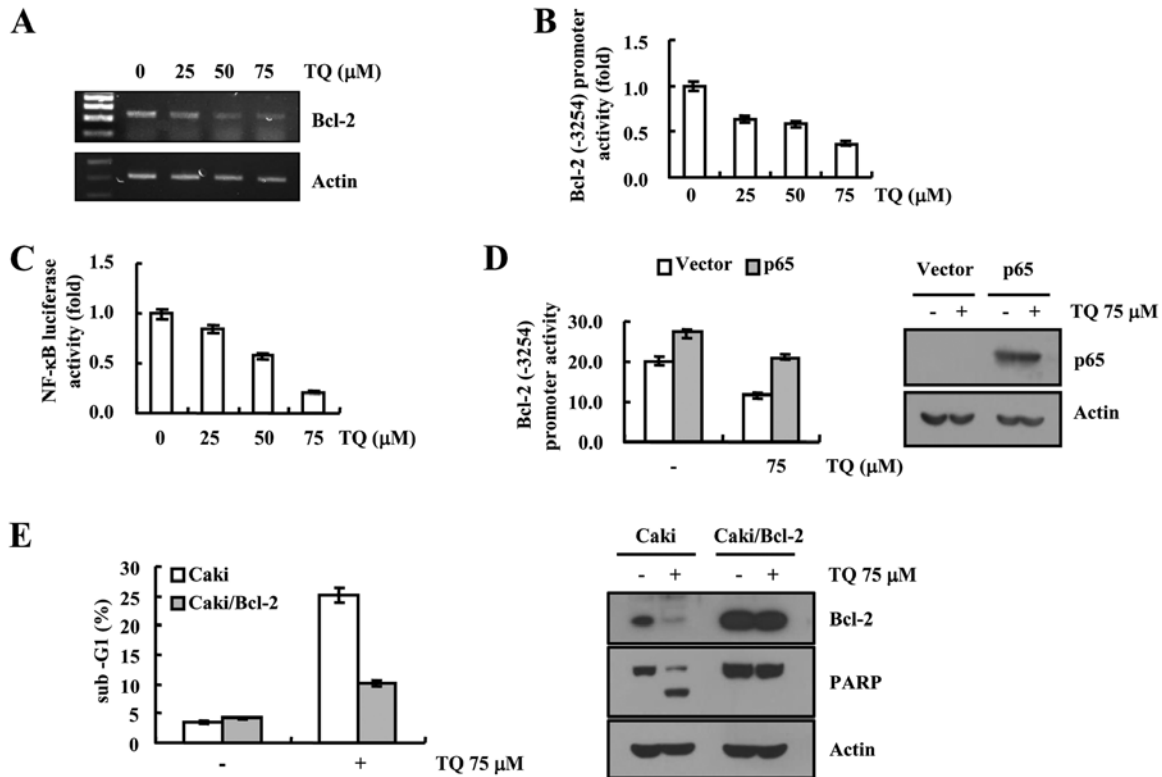 A
0 25 50 75 TQ (μM)
Bcl-2
Actin
B
Bcl-2 (-3254) promoter
activity (fold)
1.5
1.0
0.5
0.0
0 25 50 75 TQ (μM)
C
NF-κB luciferase
activity (fold)
1.5
1.0
0.5
0.0
0 25 50 75 TQ (μM)
D
Vector p65
Bcl-2 (-3254)
promoter activity
30.0
20.0
10.0
0.0
- 75 TQ (μM)
Vector p65
- + - + TQ 75 μM
p65
Actin
E
Caki
Caki/Bcl-2
sub -G1 (%)
30
25
20
15
10
5
0
- + TQ 75 μM
Caki Caki/Bcl-2
- + - + TQ 75 μM
Bcl-2
PARP
Actin